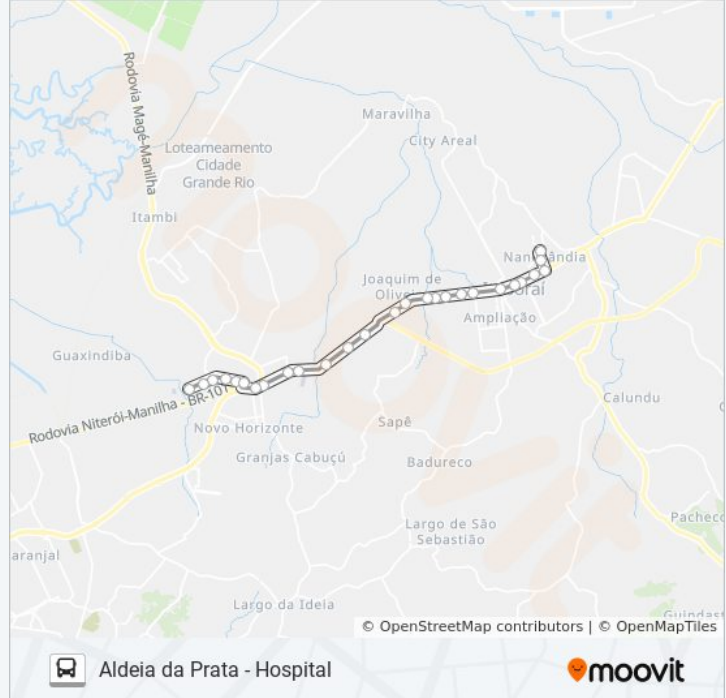 Rodovia Magé-Manilha
Maravilha
City Areal
Loteameamento
Cidade
Grande Rio
Itambi
Joaquim de
Ampliação
Guaxindiba
Calundu
Rodovia Niterói-Manilha - BR-101
Novo Horizonte
Sapê
Granjas Cabuçú
Badureco
Pacheco
Largo de São
Sebastião
aranjal
Largo da Ideia
Guindast
© OpenStreetMap contributors | © OpenMapTiles
Aldeia da Prata - Hospital
moovit